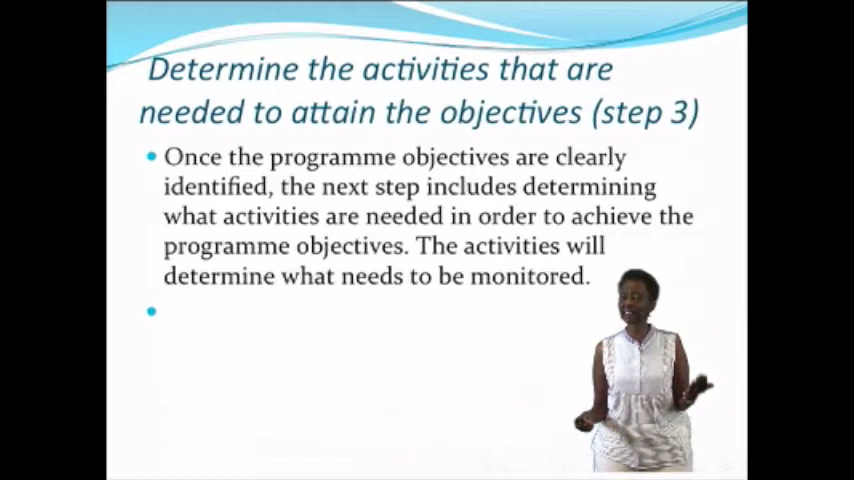 Determine the activities that are
needed to attain the objectives (step 3)
• Once the programme objectives are clearly
identified, the next step includes determining
what activities are needed in order to achieve the
programme objectives. The activities will
determine what needs to be monitored.
•